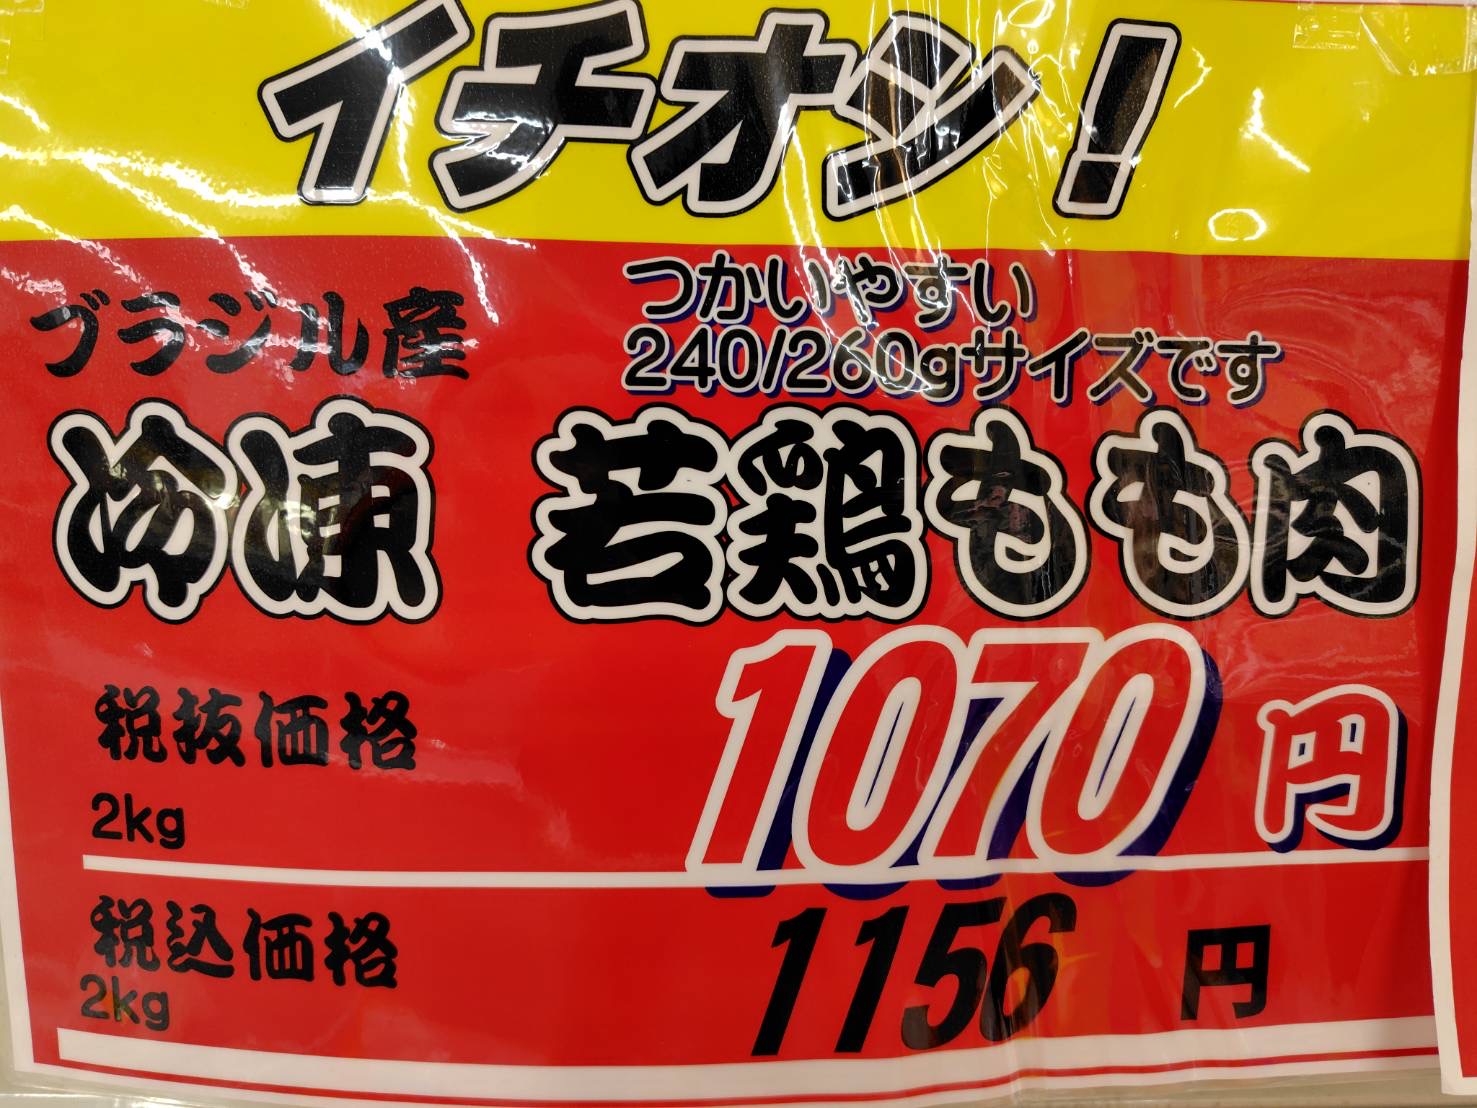 イチオシ!
ブラジル産
つかいやすい
240/260gサイズです
冷凍 若鶏もも肉
税抜価格
2kg
1070円
税込価格
2kg
1156円